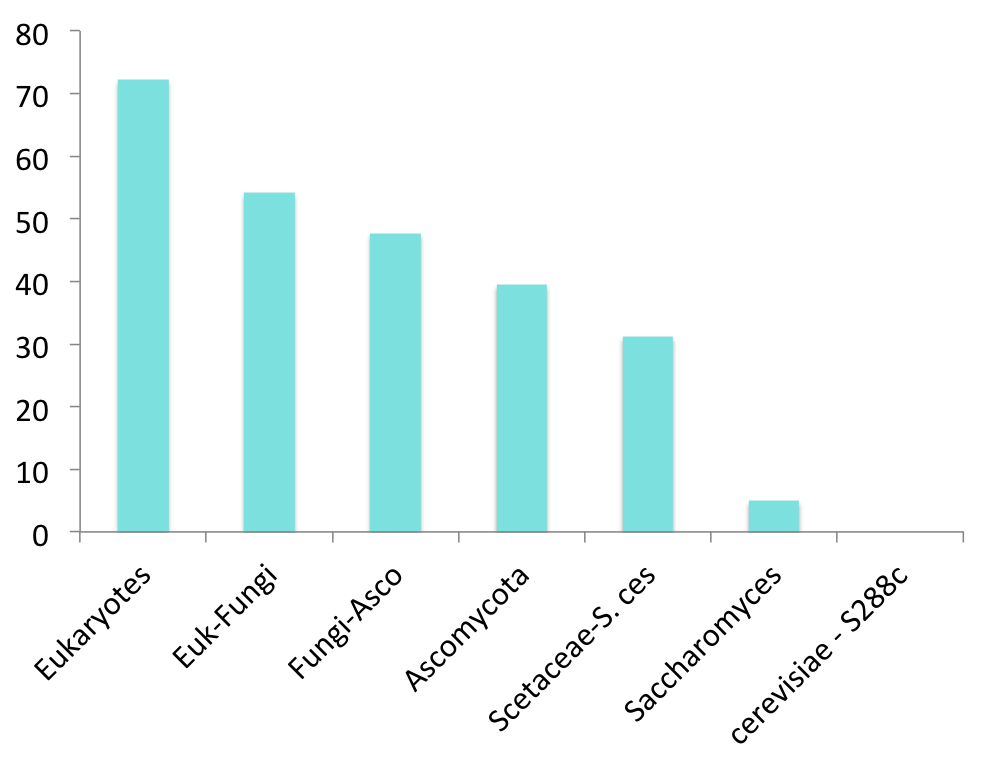 80
70
60
50
40
30
20
10
0
Eukaryotes
Euk-Fungi
Fungi-Asco
Ascomycota
Scetaceae-S. ces
Saccharomyces
cerevisiae - S288c